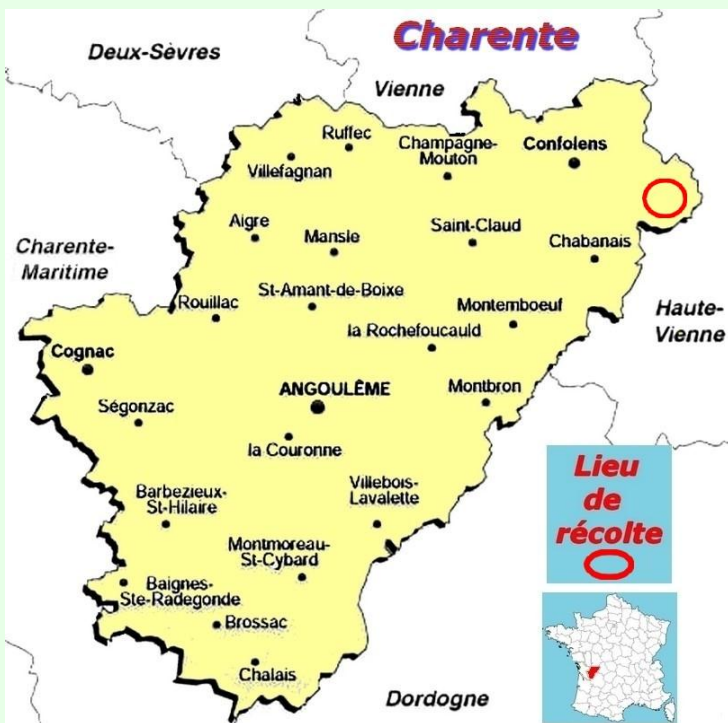 Charente
Deux-Sèvres
Vienne
Ruffec
Champagne-
Mouton
Confolens
Villefagnan
Aigre
Mansle
Saint-Claud
Chabanais
Charente-
Maritime
Rouillac
St-Amant-de-Boixe
Montemboeuf
Haute-
Vienne
la Rochefoucauld
Cognac
ANGOULÊME
Montbron
Ségonzac
la Couronne
Lieu
de
récolte
Barbezieux-
St-Hilaire
Villebois-
Lavalette
Montmoreau-
St-Cybard
Baignes-
Ste-Radegonde
Brossac
Chalais
Dordogne